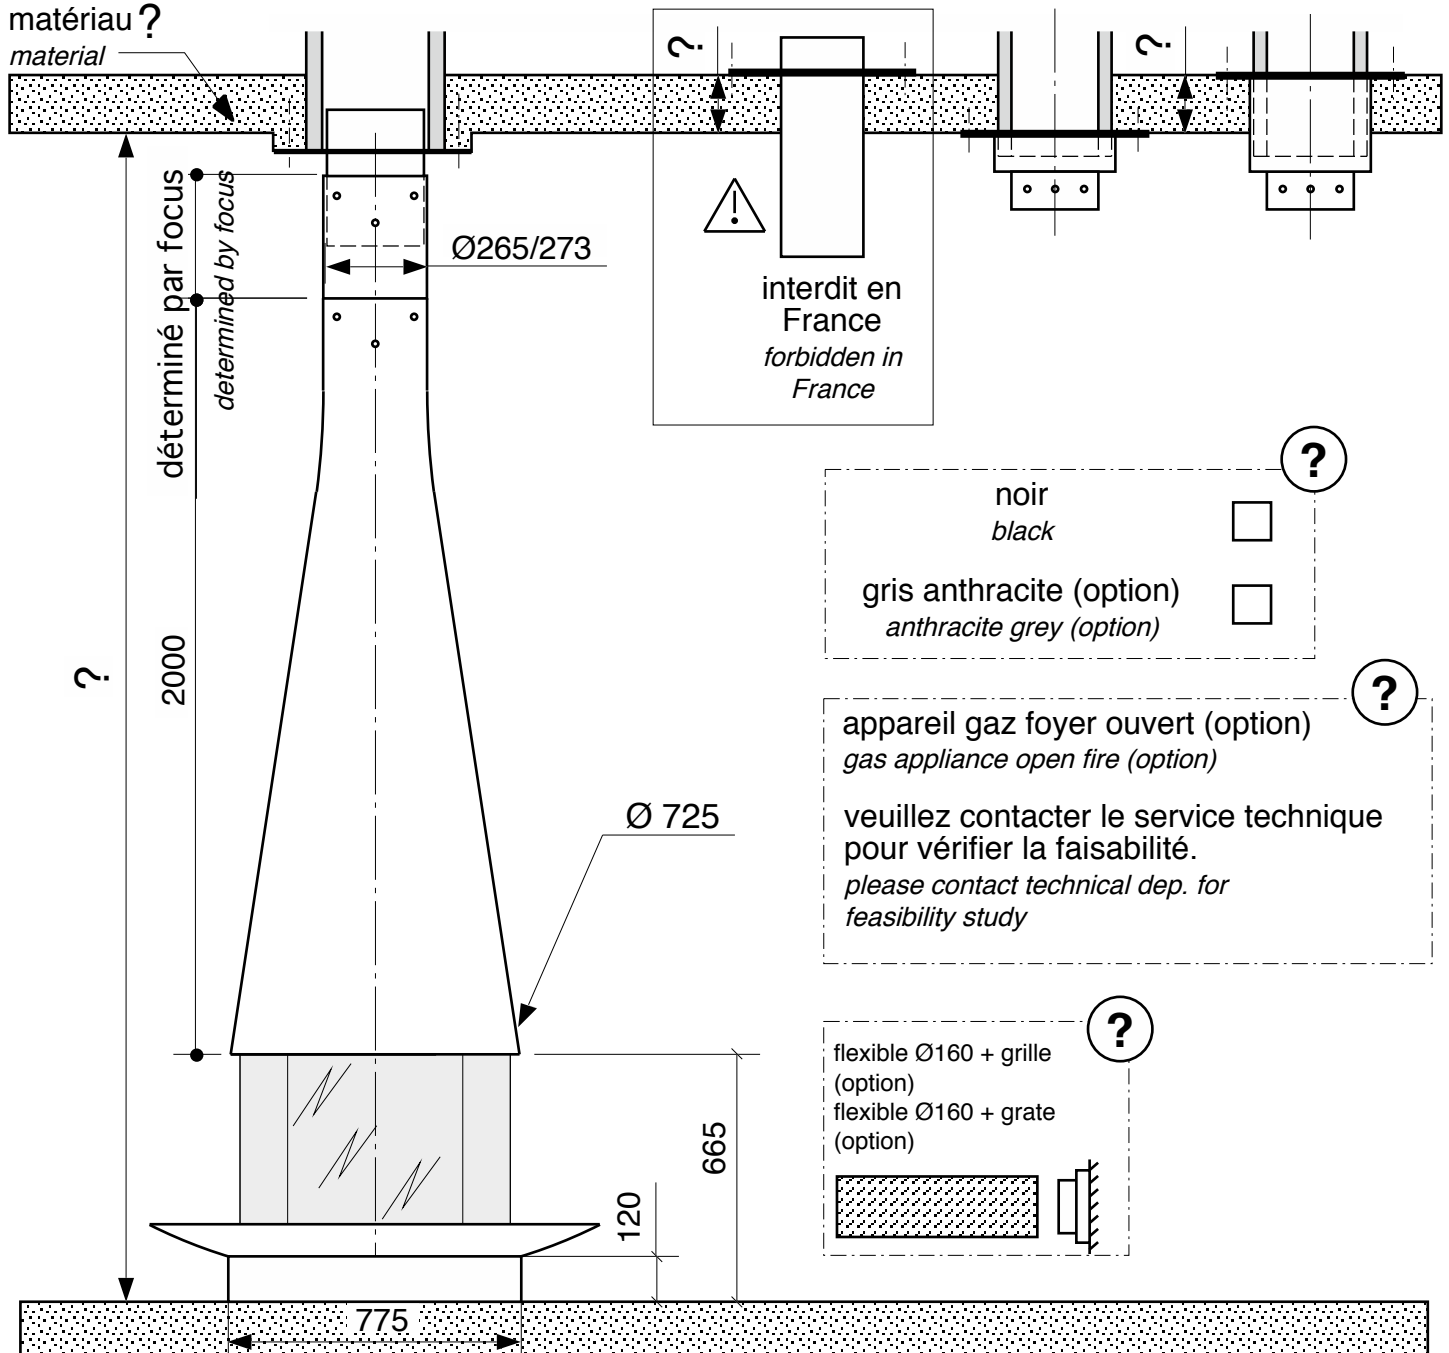 matériau ?
material
?
?
déterminé par focus
determined by focus
Ø265/273
interdit en
France
forbidden in
France
?
noir
black
gris anthracite (option)
anthracite grey (option)
?
2000
?
appareil gaz foyer ouvert (option)
gas appliance open fire (option)
veuillez contacter le service technique
pour vérifier la faisabilité.
please contact technical dep. for
feasibility study
Ø 725
?
flexible Ø160 + grille
(option)
flexible Ø160 + grate
(option)
665
120
775